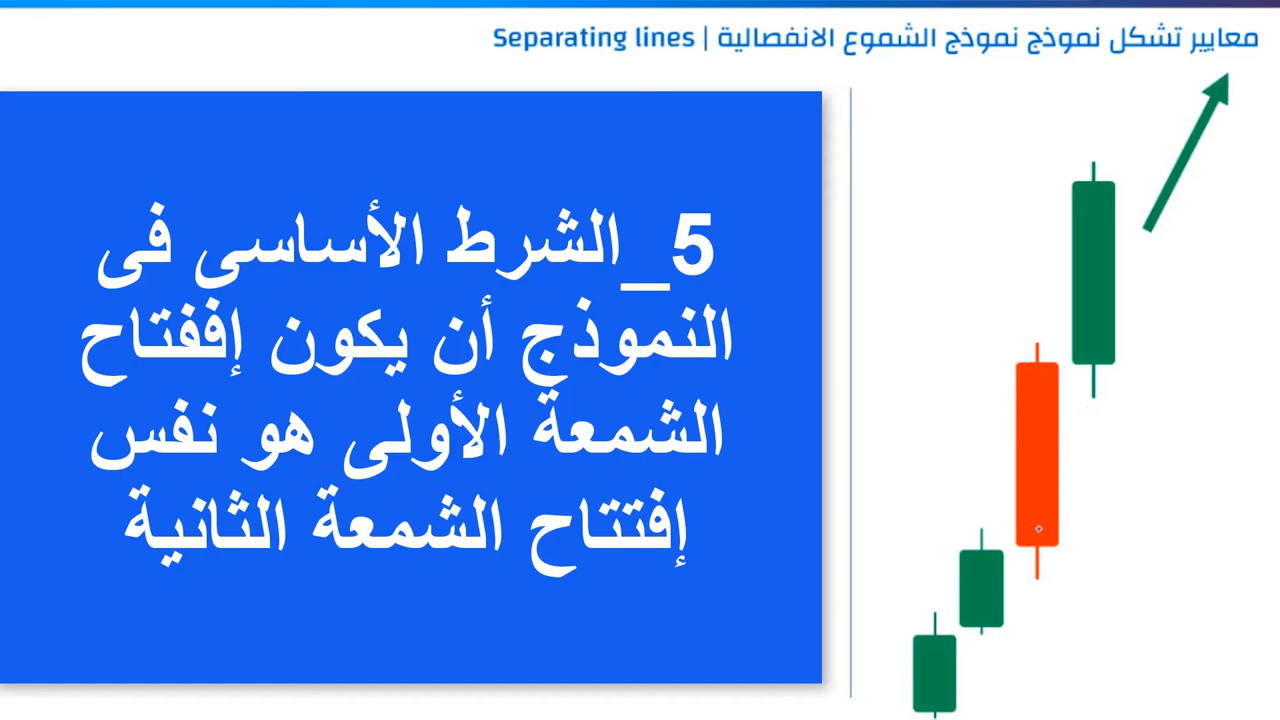 معايير تشكل نموذج نموذج الشموع الانفصالية | Separating lines
5_الشرط الأساسى فى
النموذج أن يكون إففتاح
الشمعة الأولى هو نفس
إفتتاح الشمعة الثانية